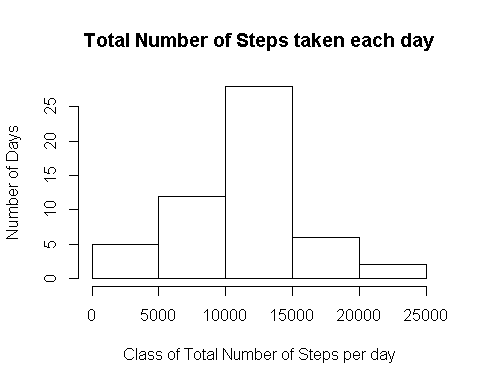 Total Number of Steps taken each day
Number of Days
25
20
15
10
5
0
0 5000 10000 15000 20000 25000
Class of Total Number of Steps per day